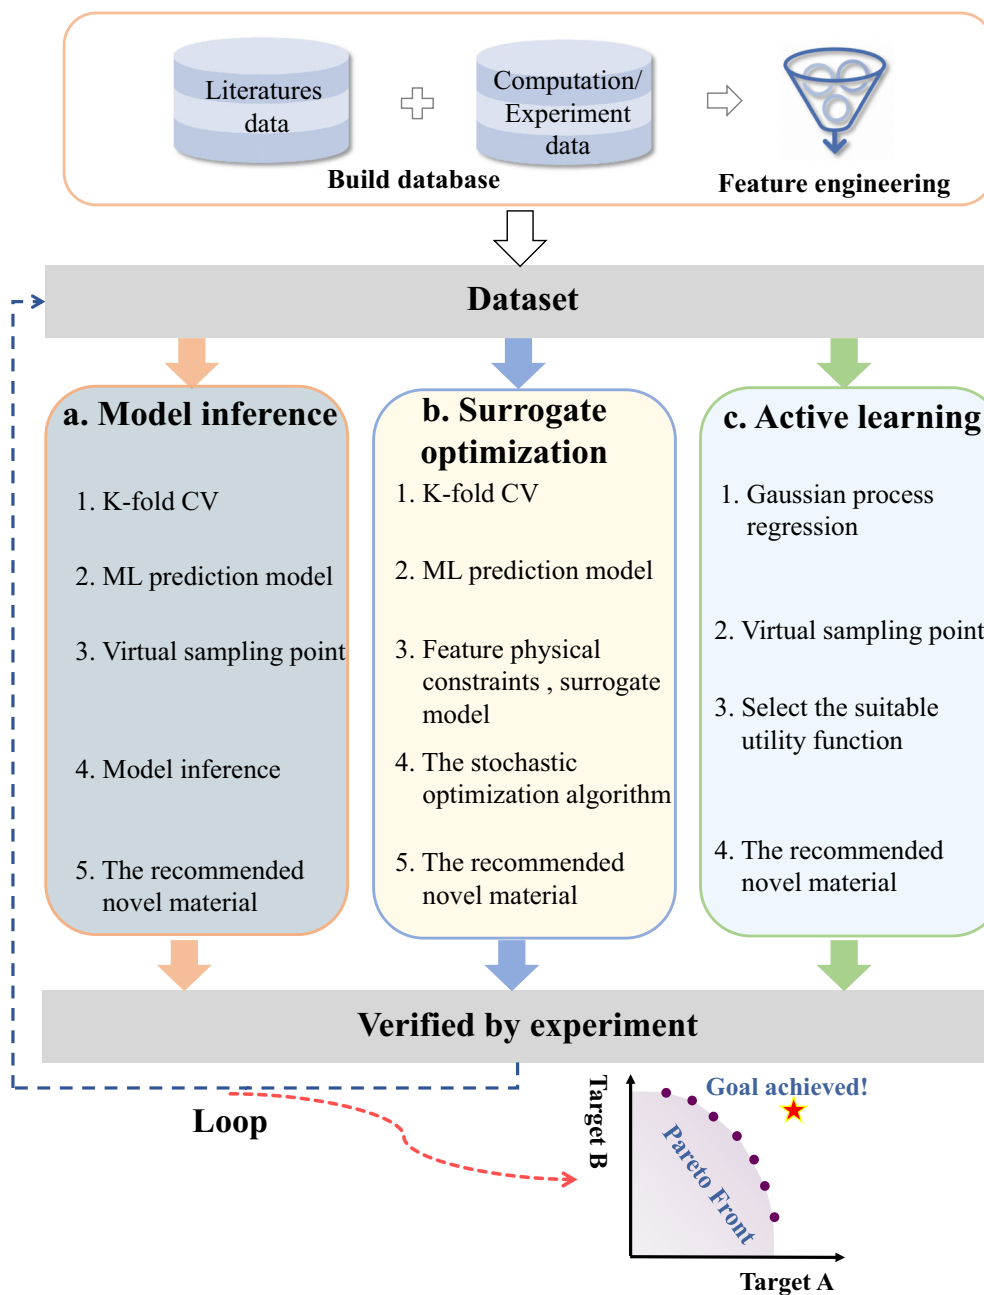 Literatures
data
Computation/
Experiment
data
Build database
Feature engineering
Dataset
a. Model inference
1. K-fold CV
2. ML prediction model
3. Virtual sampling point
4. Model inference
5. The recommended
novel material
b. Surrogate
optimization
1. K-fold CV
2. ML prediction model
3. Feature physical
constraints , surrogate
model
4. The stochastic
optimization algorithm
5. The recommended
novel material
c. Active learning
1. Gaussian process
regression
2. Virtual sampling point
3. Select the suitable
utility function
4. The recommended
novel material
Verified by experiment
Loop
Target B
Goal achieved!
Pareto Front
Target A